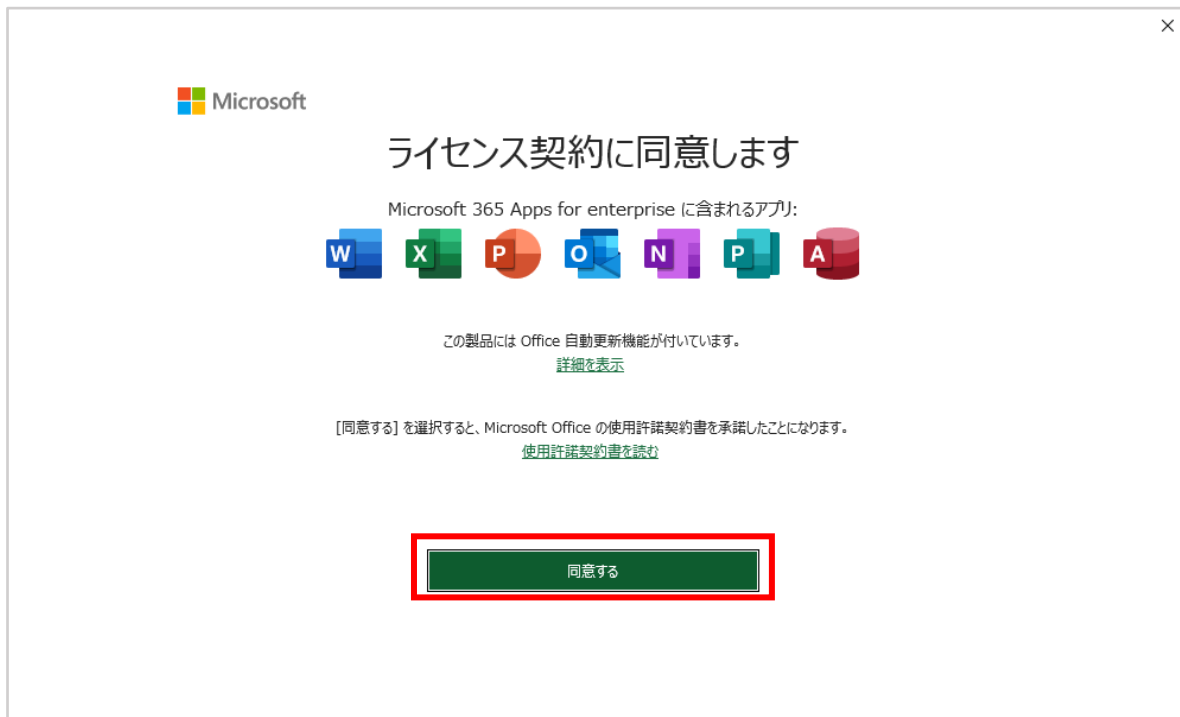 Microsoft
ライセンス契約に同意します
Microsoft 365 Apps for enterprise に含まれるアプリ:
W X P O N P A
この製品には Office 自動更新機能が付いています。
詳細を表示
[同意する] を選択すると、Microsoft Office の使用許諾契約書を承諾したことになります。
使用許諾契約書を読む
同意する